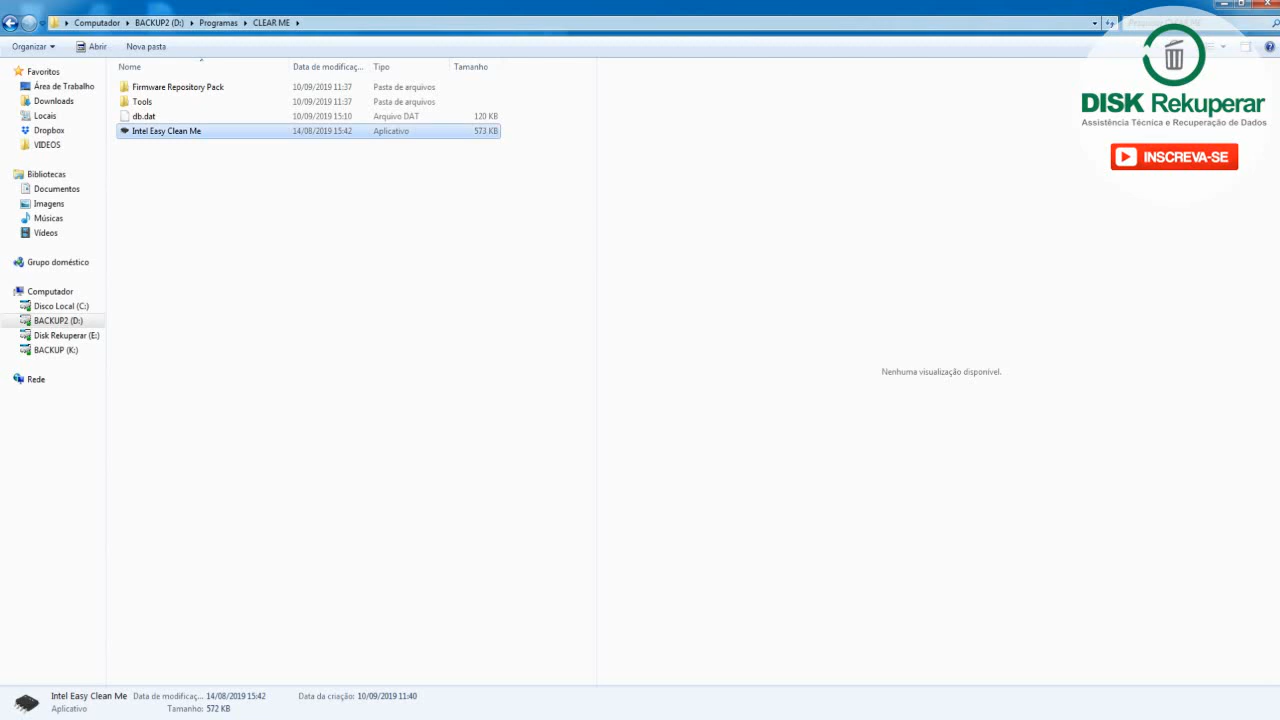 Computador
BACKUP2 (D:)
Programas
CLEAR ME
Organizar
Abrir
Nova pasta
DISK Rekuperar
Assistência Técnica e Recuperação de Dados
INSCREVA-SE
Nome
Data de modificaç...
Tipo
Tamanho
Firmware Repository Pack
10/09/2019 11:37
Pasta de arquivos
Tools
10/09/2019 11:37
Pasta de arquivos
db.dat
10/09/2019 15:10
Arquivo DAT
120 KB
Intel Easy Clean Me
14/08/2019 15:42
Aplicativo
573 KB
Favoritos
Área de Trabalho
Downloads
Locais
Dropbox
VIDEOS
Bibliotecas
Documentos
Imagens
Músicas
Vídeos
Grupo doméstico
Computador
Disco Local (C:)
BACKUP2 (D:)
Disk Rekuperar (E:)
BACKUP (K:)
Rede
Nenhuma visualização disponível.
Intel Easy Clean Me
Data de modificaç... 14/08/2019 15:42
Data da criação: 10/09/2019 11:40
Aplicativo
Tamanho: 572 KB